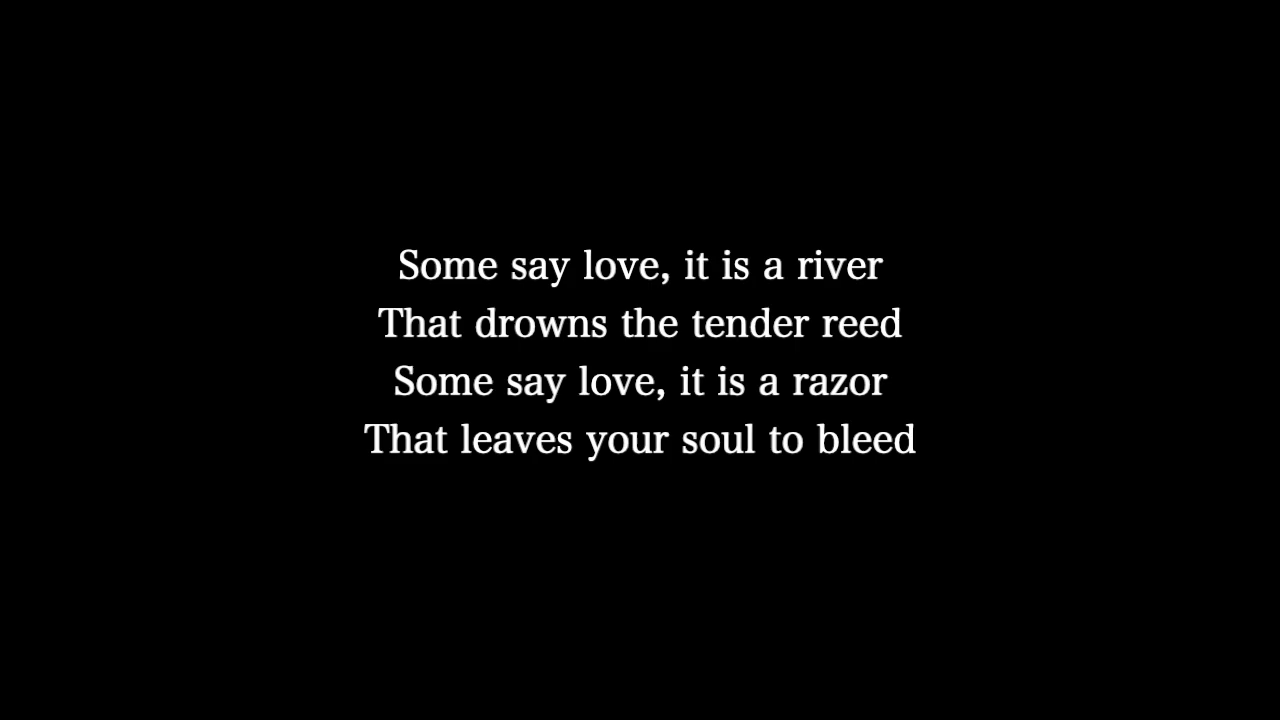 Some say love, it is a river
That drowns the tender reed
Some say love, it is a razor
That leaves your soul to bleed